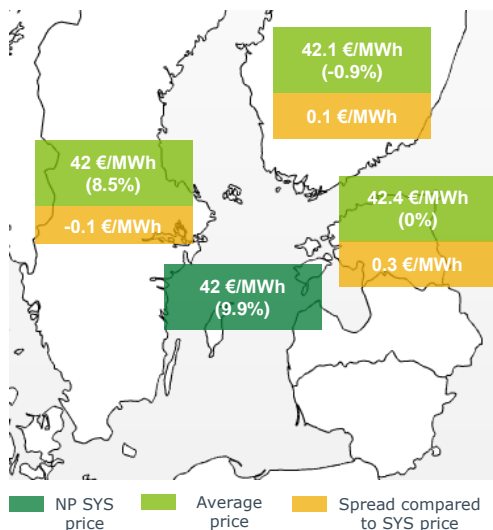 42.1 €/MWh
(-0.9%)
0.1 €/MWh
42 €/MWh
(8.5%)
-0.1 €/MWh
42.4 €/MWh
(0%)
0.3 €/MWh
42 €/MWh
(9.9%)
NP SYS
price
Average
price
Spread compared
to SYS price